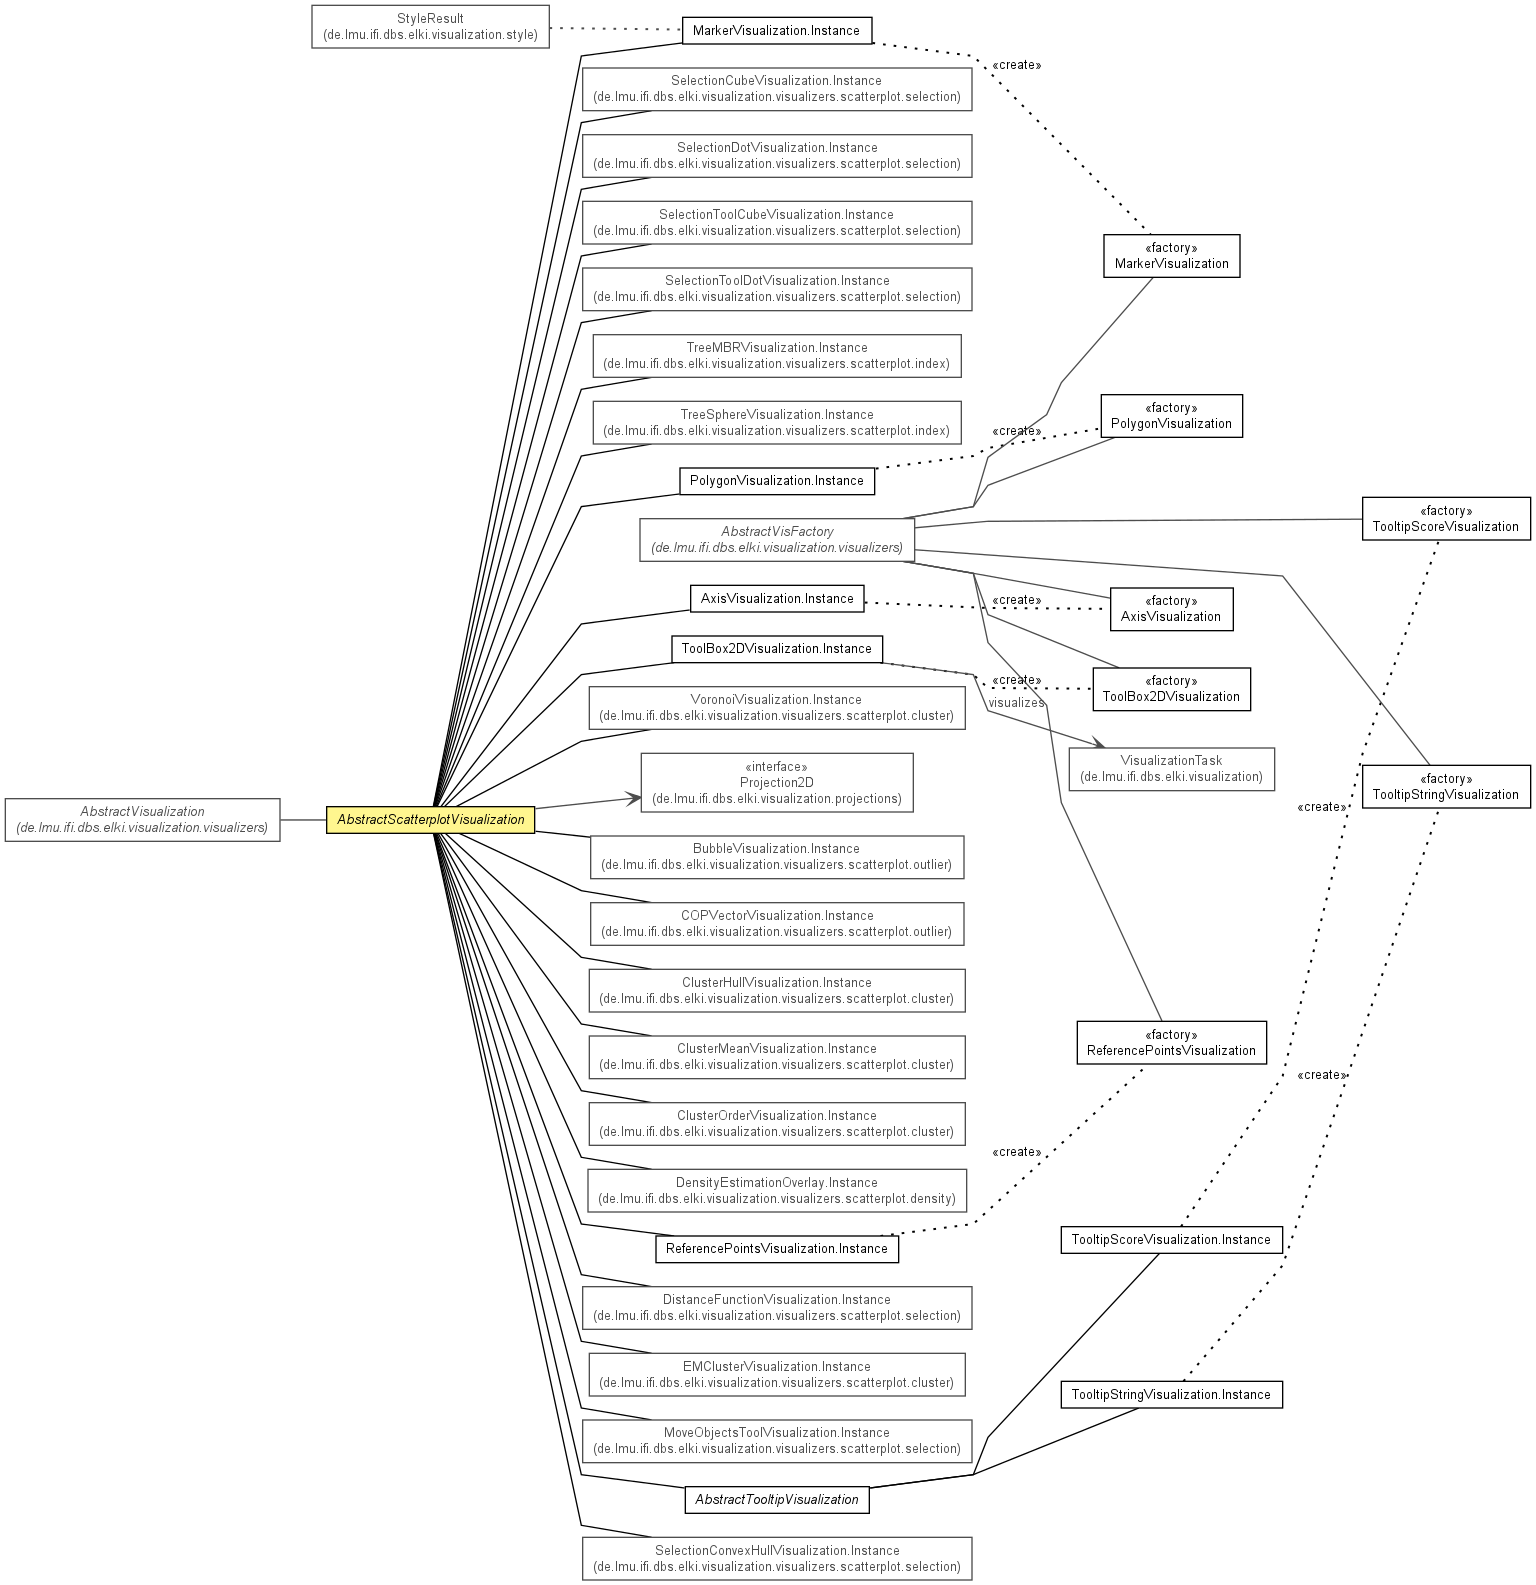 StyleResult
(de.lmu.ifi.dbs.elki.visualization.style)
MarkerVisualization.Instance
«create»
SelectionCubeVisualization.Instance
(de.lmu.ifi.dbs.elki.visualization.visualizers.scatterplot.selection)
SelectionDotVisualization.Instance
(de.lmu.ifi.dbs.elki.visualization.visualizers.scatterplot.selection)
SelectionToolCubeVisualization.Instance
(de.lmu.ifi.dbs.elki.visualization.visualizers.scatterplot.selection)
«factory»
MarkerVisualization
SelectionToolDotVisualization.Instance
(de.lmu.ifi.dbs.elki.visualization.visualizers.scatterplot.selection)
TreeMBRVisualization.Instance
(de.lmu.ifi.dbs.elki.visualization.visualizers.scatterplot.index)
TreeSphereVisualization.Instance
(de.lmu.ifi.dbs.elki.visualization.visualizers.scatterplot.index)
«factory»
PolygonVisualization
«create»
PolygonVisualization.Instance
AbstractVisFactory
(de.lmu.ifi.dbs.elki.visualization.visualizers)
«factory»
TooltipScoreVisualization
AxisVisualization.Instance
«create»
«factory»
AxisVisualization
ToolBox2DVisualization.Instance
«create»
visualizes
«factory»
ToolBox2DVisualization
VoronoiVisualization.Instance
(de.lmu.ifi.dbs.elki.visualization.visualizers.scatterplot.cluster)
«interface»
Projection2D
(de.lmu.ifi.dbs.elki.visualization.projections)
VisualizationTask
(de.lmu.ifi.dbs.elki.visualization)
«factory»
TooltipStringVisualization
«create»
AbstractVisualization
(de.lmu.ifi.dbs.elki.visualization.visualizers)
AbstractScatterplotVisualization
BubbleVisualization.Instance
(de.lmu.ifi.dbs.elki.visualization.visualizers.scatterplot.outlier)
COPVectorVisualization.Instance
(de.lmu.ifi.dbs.elki.visualization.visualizers.scatterplot.outlier)
ClusterHullVisualization.Instance
(de.lmu.ifi.dbs.elki.visualization.visualizers.scatterplot.cluster)
ClusterMeanVisualization.Instance
(de.lmu.ifi.dbs.elki.visualization.visualizers.scatterplot.cluster)
«factory»
ReferencePointsVisualization
«create»
ClusterOrderVisualization.Instance
(de.lmu.ifi.dbs.elki.visualization.visualizers.scatterplot.cluster)
«create»
DensityEstimationOverlay.Instance
(de.lmu.ifi.dbs.elki.visualization.visualizers.scatterplot.density)
ReferencePointsVisualization.Instance
TooltipScoreVisualization.Instance
DistanceFunctionVisualization.Instance
(de.lmu.ifi.dbs.elki.visualization.visualizers.scatterplot.selection)
EMClusterVisualization.Instance
(de.lmu.ifi.dbs.elki.visualization.visualizers.scatterplot.cluster)
TooltipStringVisualization.Instance
MoveObjectsToolVisualization.Instance
(de.lmu.ifi.dbs.elki.visualization.visualizers.scatterplot.selection)
AbstractTooltipVisualization
SelectionConvexHullVisualization.Instance
(de.lmu.ifi.dbs.elki.visualization.visualizers.scatterplot.selection)